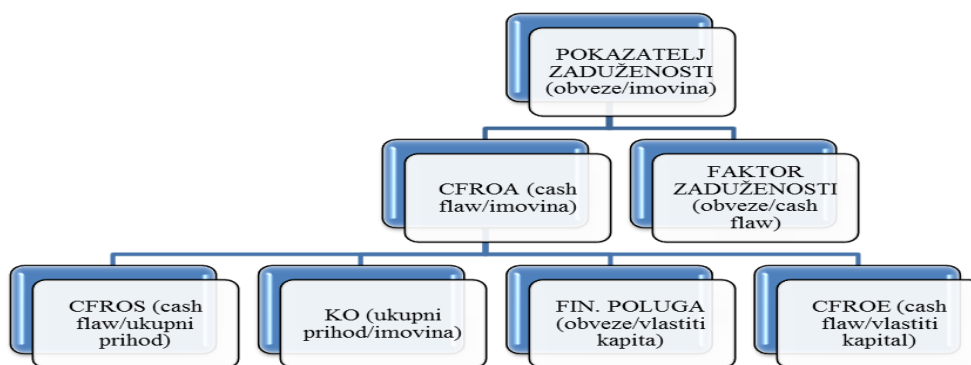 POKAZATELJ
ZADUŽENOSTI
(obveze/imovina)
CFROA (cash
flaw/imovina)
FAKTOR
ZADUŽENOSTI
(obveze/cash
flaw)
CFROS (cash
flaw/ukupni
prihod)
KO (ukupni
prihod/imovina)
FIN. POLUGA
(obveze/vlastiti
kapita)
CFROE (cash
flaw/vlastiti
kapital)